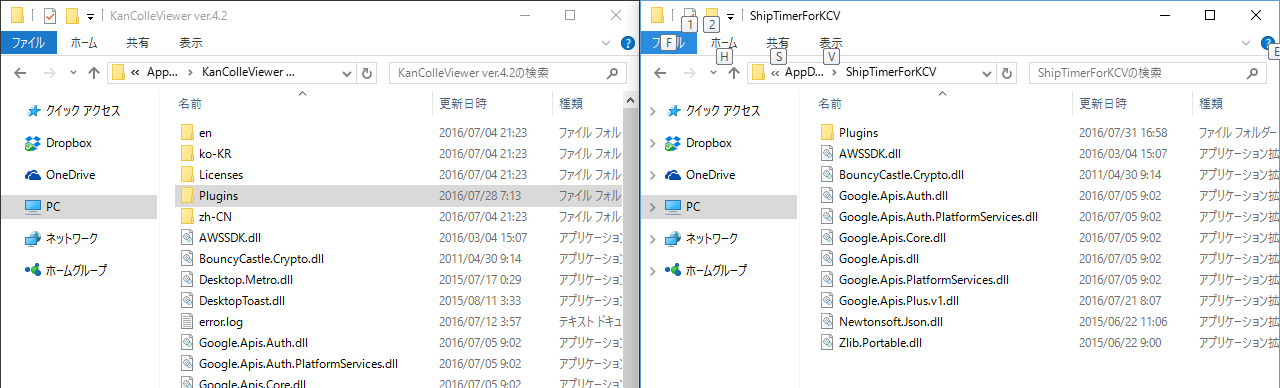 KanColleViewer ver.4.2
ファイル ホーム 共有 表示
« App... › KanColleViewer ... KanColleViewer ver.4.2の検索
クイック アクセス
Dropbox
OneDrive
PC
ネットワーク
ホームグループ
名前 更新日時 種類
en 2016/07/04 21:23 ファイル フォル
ko-KR 2016/07/04 21:23 ファイル フォル
Licenses 2016/07/04 21:23 ファイル フォル
Plugins 2016/07/28 7:13 ファイル フォル
zh-CN 2016/07/04 21:23 ファイル フォル
AWSSDK.dll 2016/03/04 15:07 アプリケーション
BouncyCastle.Crypto.dll 2011/04/30 9:14 アプリケーション
Desktop.Metro.dll 2015/07/17 0:29 アプリケーション
DesktopToast.dll 2015/08/11 3:33 アプリケーション
error.log 2016/07/12 3:57 テキスト ドキュ
Google.Apis.Auth.dll 2016/07/05 9:02 アプリケーション
Google.Apis.Auth.PlatformServices.dll 2016/07/05 9:02 アプリケーション
Google.Apis.Core.dll 2016/07/05 9:02 アプリケーション
1 2 ShipTimerForKCV
ファイル ホーム 共有 表示
F H S V E
« AppD... › ShipTimerForKCV ShipTimerForKCVの検索
クイック アクセス
Dropbox
OneDrive
PC
ネットワーク
ホームグループ
名前 更新日時 種類
Plugins 2016/07/31 16:58 ファイル フォルダー
AWSSDK.dll 2016/03/04 15:07 アプリケーション拡
BouncyCastle.Crypto.dll 2011/04/30 9:14 アプリケーション拡
Google.Apis.Auth.dll 2016/07/05 9:02 アプリケーション拡
Google.Apis.Auth.PlatformServices.dll 2016/07/05 9:02 アプリケーション拡
Google.Apis.Core.dll 2016/07/05 9:02 アプリケーション拡
Google.Apis.dll 2016/07/05 9:02 アプリケーション拡
Google.Apis.PlatformServices.dll 2016/07/05 9:02 アプリケーション拡
Google.Apis.Plus.v1.dll 2016/07/21 8:07 アプリケーション拡
Newtonsoft.Json.dll 2015/06/22 11:06 アプリケーション拡
Zlib.Portable.dll 2015/06/22 9:00 アプリケーション拡